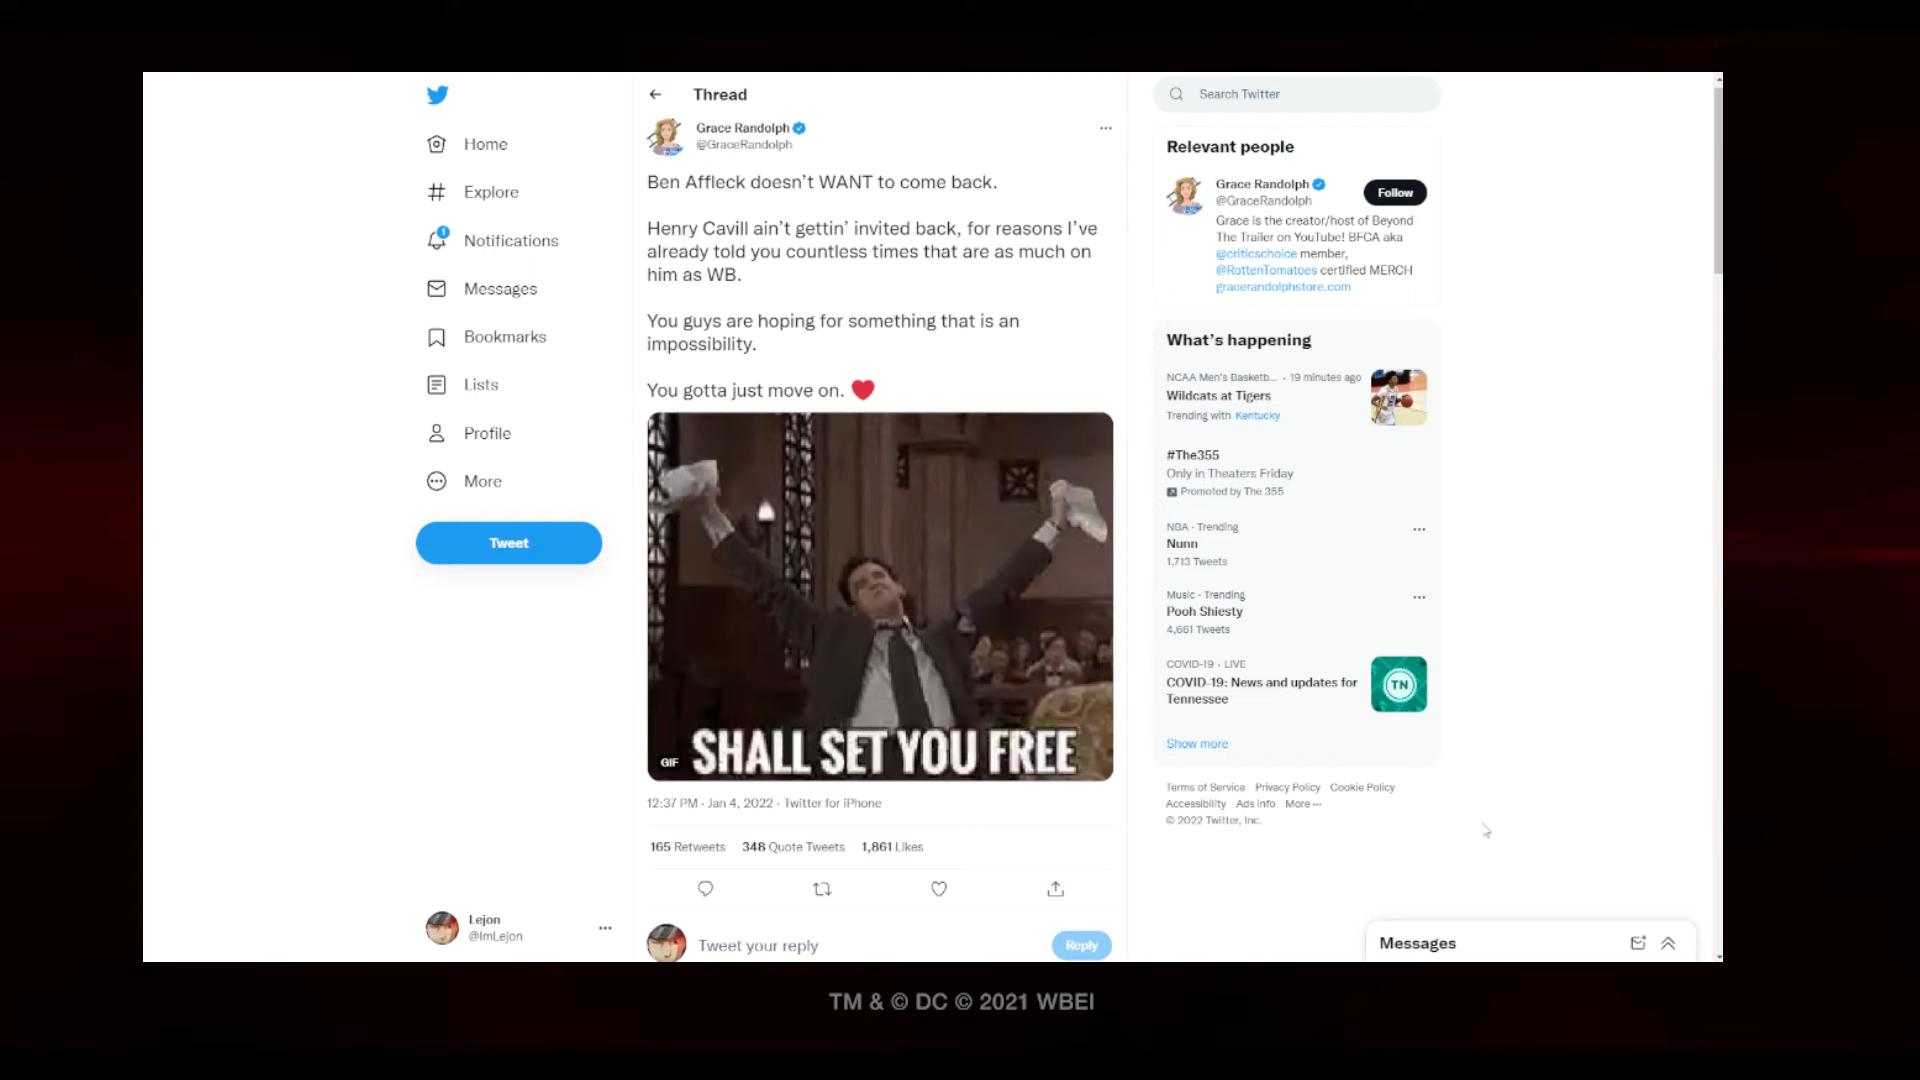 Home
Explore
1
Notifications
Messages
Bookmarks
Lists
Profile
More
Tweet
Lejon
@ImLejon
Thread
Grace Randolph
@GraceRandolph
Ben Affleck doesn't WANT to come back.
Henry Cavill ain't gettin' invited back, for reasons I've
already told you countless times that are as much on
him as WB.
You guys are hoping for something that is an
impossibility.
You gotta just move on. ❤️
GIF
SHALL SET YOU FREE
12:37 PM · Jan 4, 2022 · Twitter for iPhone
165 Retweets 348 Quote Tweets 1,861 Likes
Tweet your reply
Reply
Search Twitter
Relevant people
Grace Randolph
@GraceRandolph
Follow
Grace is the creator/host of Beyond
The Trailer on YouTube! BFCA aka
@criticschoice member,
@RottenTomatoes certified MERCH
gracerandolphstore.com
What's happening
NCAA Men's Basketb... · 19 minutes ago
Wildcats at Tigers
Trending with Kentucky
#The355
Only in Theaters Friday
Promoted by The 355
NBA · Trending
Nunn
1,713 Tweets
Music · Trending
Pooh Shiesty
4,661 Tweets
COVID-19 · LIVE
COVID-19: News and updates for
Tennessee
TN
Show more
Terms of Service Privacy Policy Cookie Policy
Accessibility Ads info More ···
© 2022 Twitter, Inc.
Messages
TM & © DC © 2021 WBEI